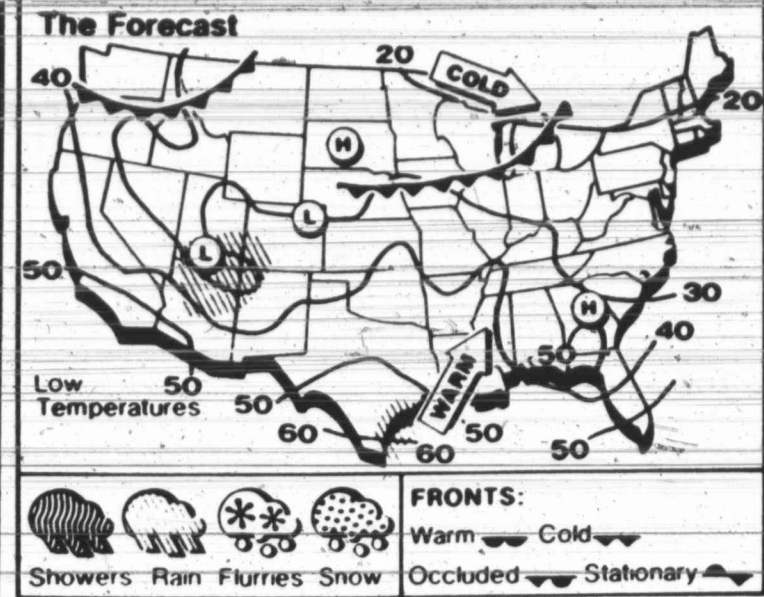 The Forecast
20
40
COLD
20
H
L
L
50
30
H
40
50
WARM
Low
Temperatures
50
50
60
50
60
50
FRONTS:
Warm Cold
Showers Rain Flurries Snow
Occluded Stationary